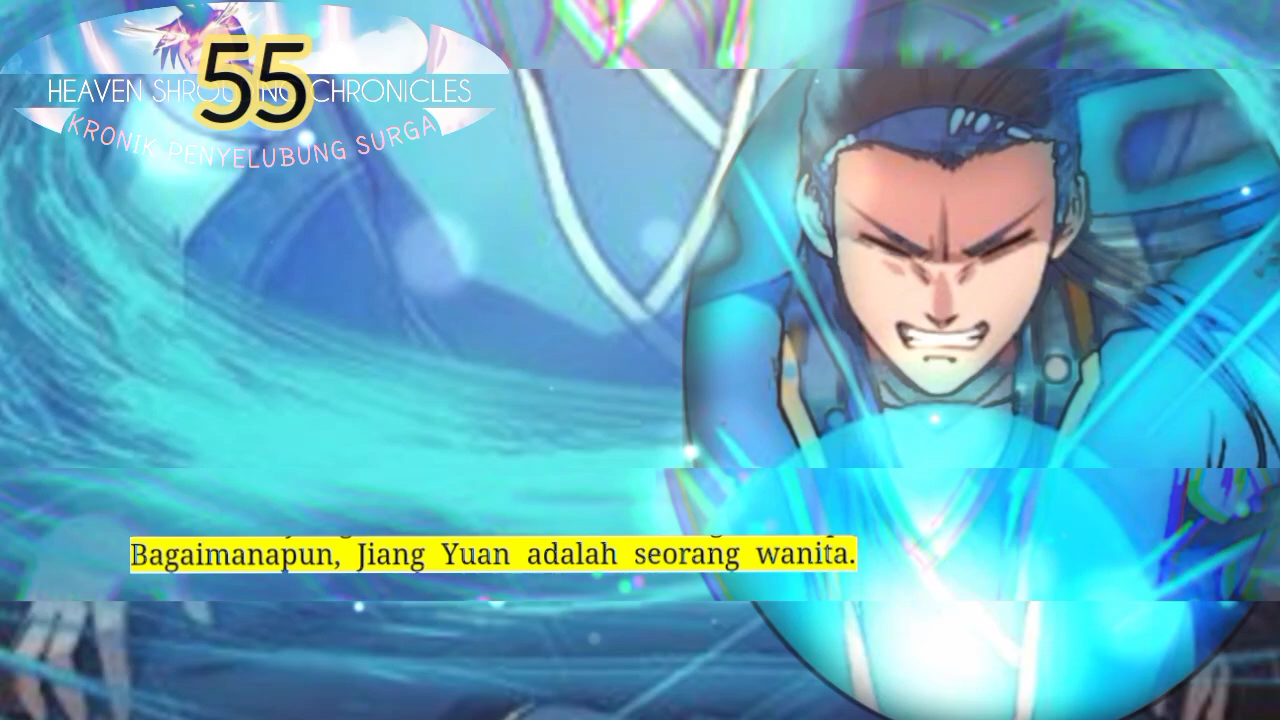 55
HEAVEN SHROUDING CHRONICLES
KRONIK PENYELUBUNG SURGA
Bagaimanapun, Jiang Yuan adalah seorang wanita.